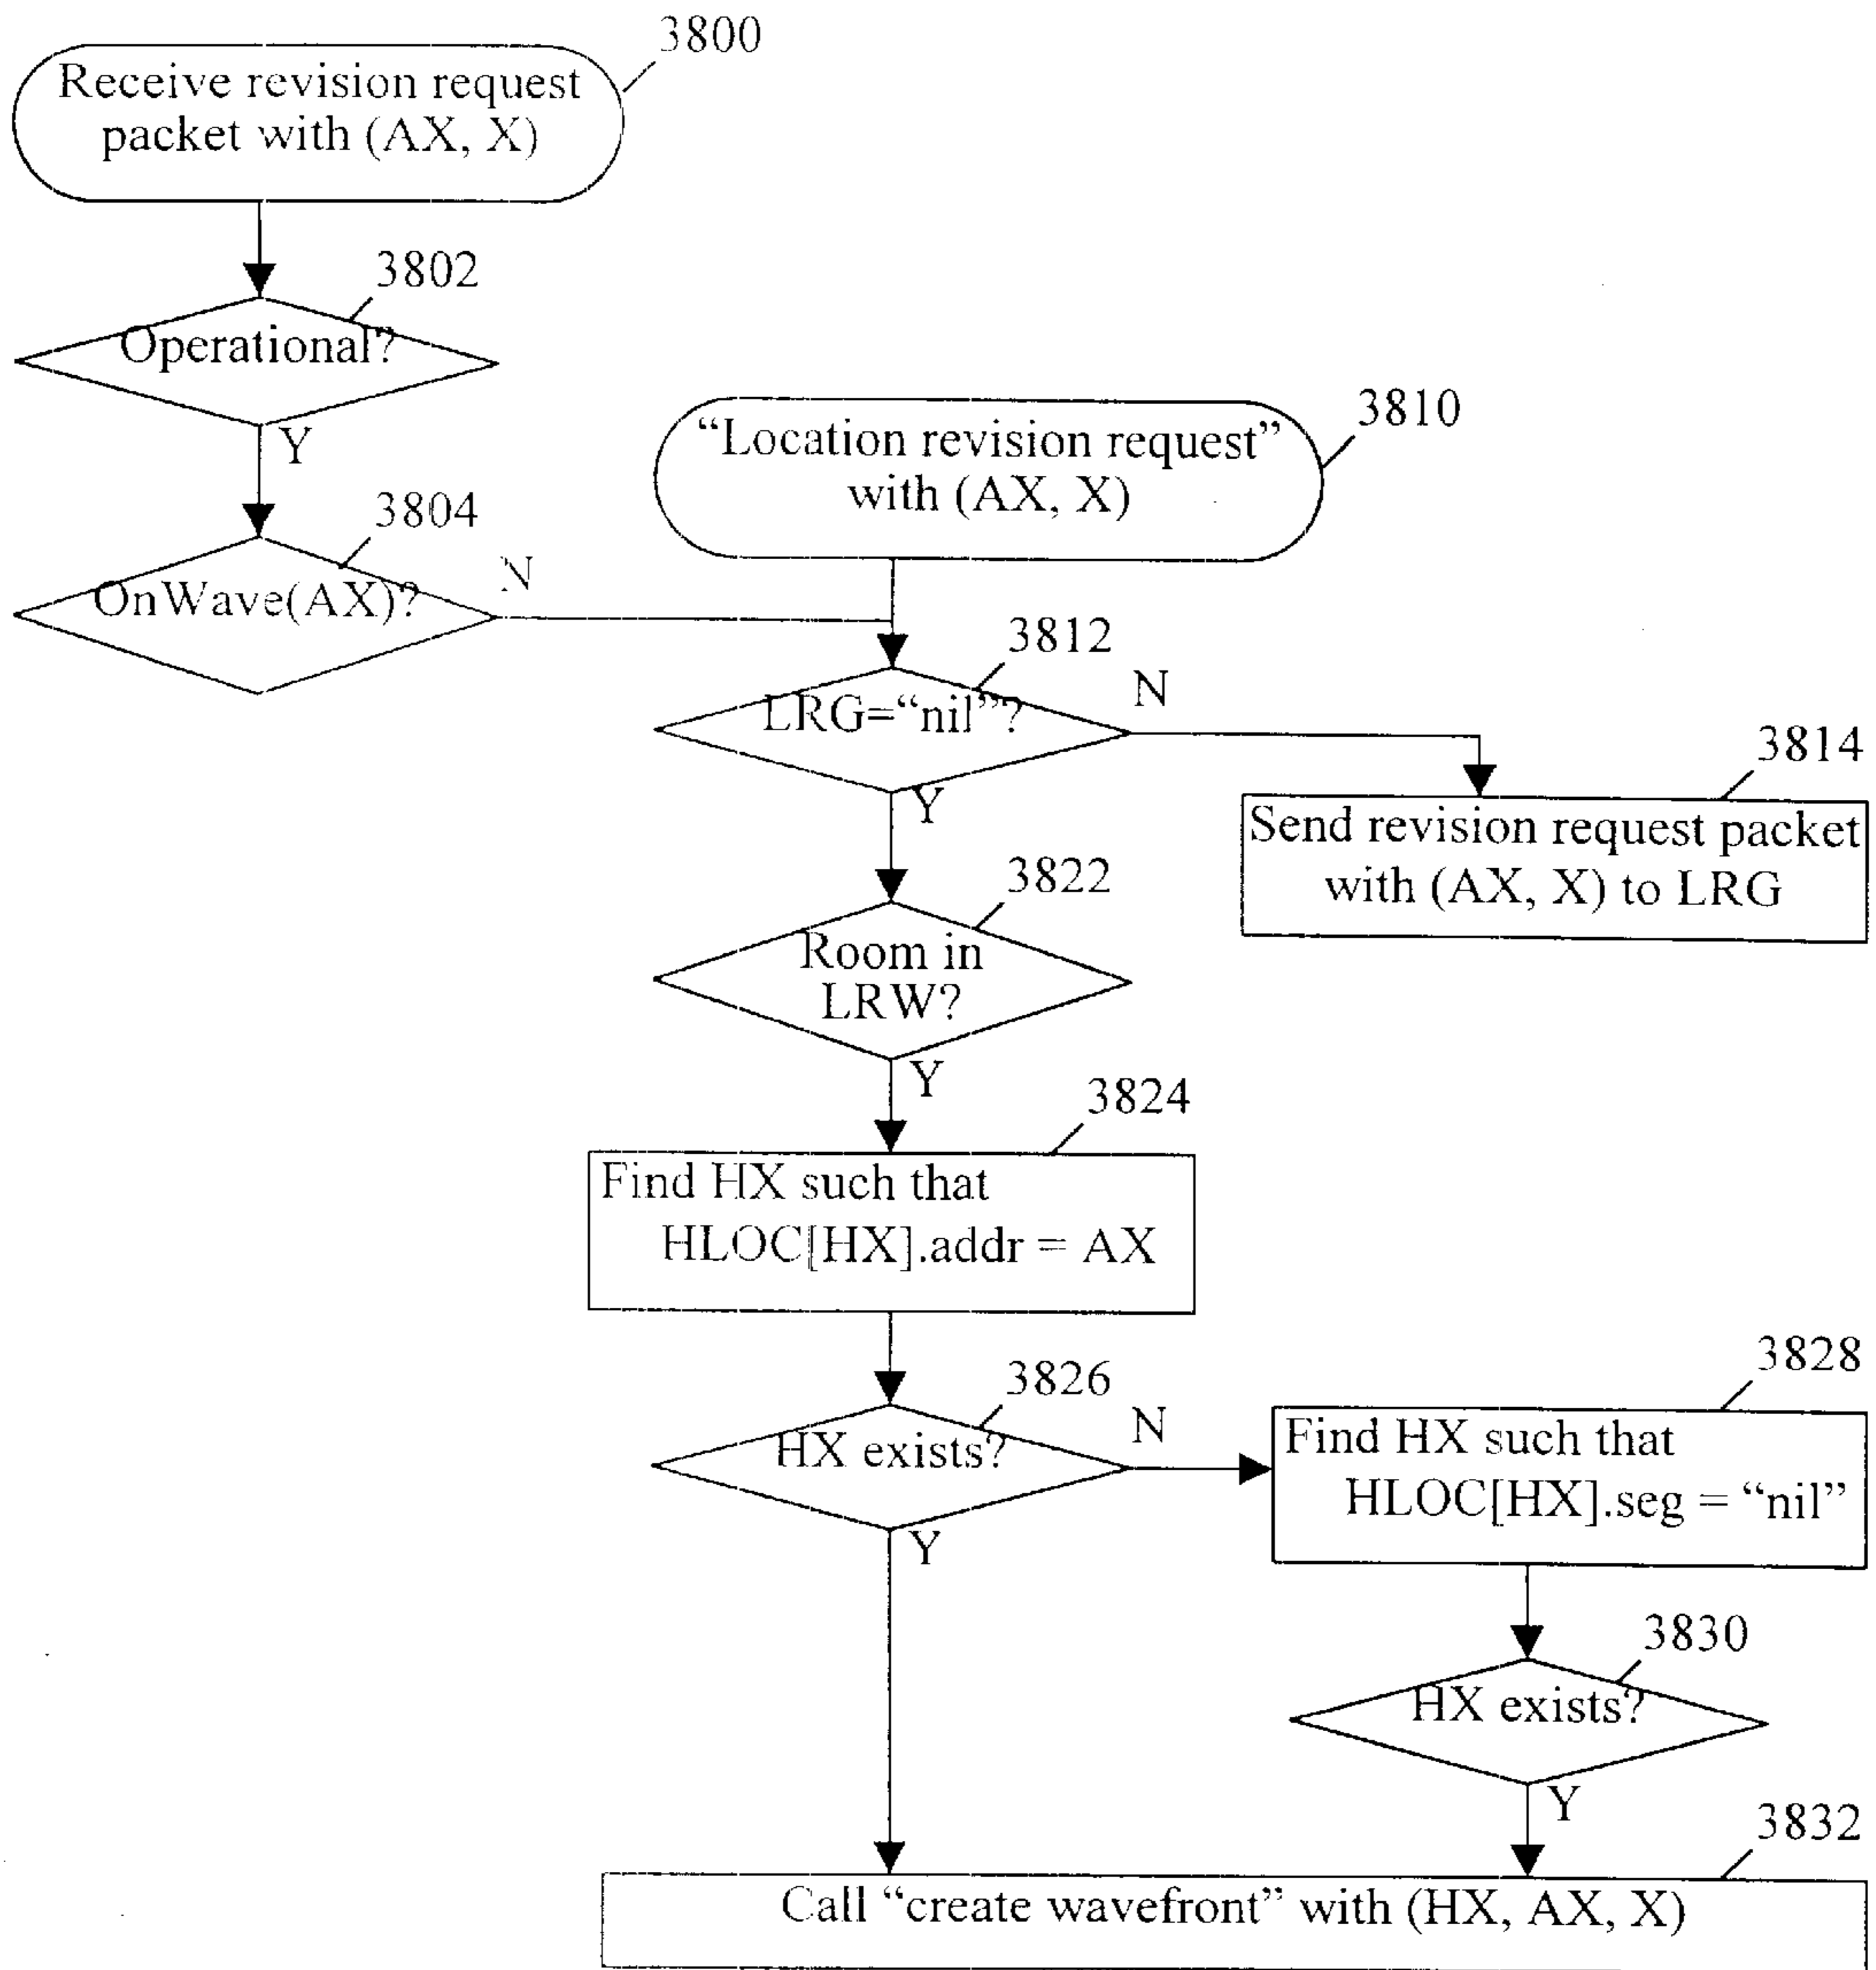 3800
Receive revision request
packet with (AX, X)
3802
Operational?
Y
3804
OnWave(AX)?
N
3810
“Location revision request”
with (AX, X)
3812
LRG=“nil”?
N
Y
3814
Send revision request packet
with (AX, X) to LRG
3822
Room in
LRW?
Y
3824
Find HX such that
HLOC[HX].addr = AX
3826
HX exists?
N
Y
3828
Find HX such that
HLOC[HX].seg = “nil”
3830
HX exists?
Y
3832
Call “create wavefront” with (HX, AX, X)